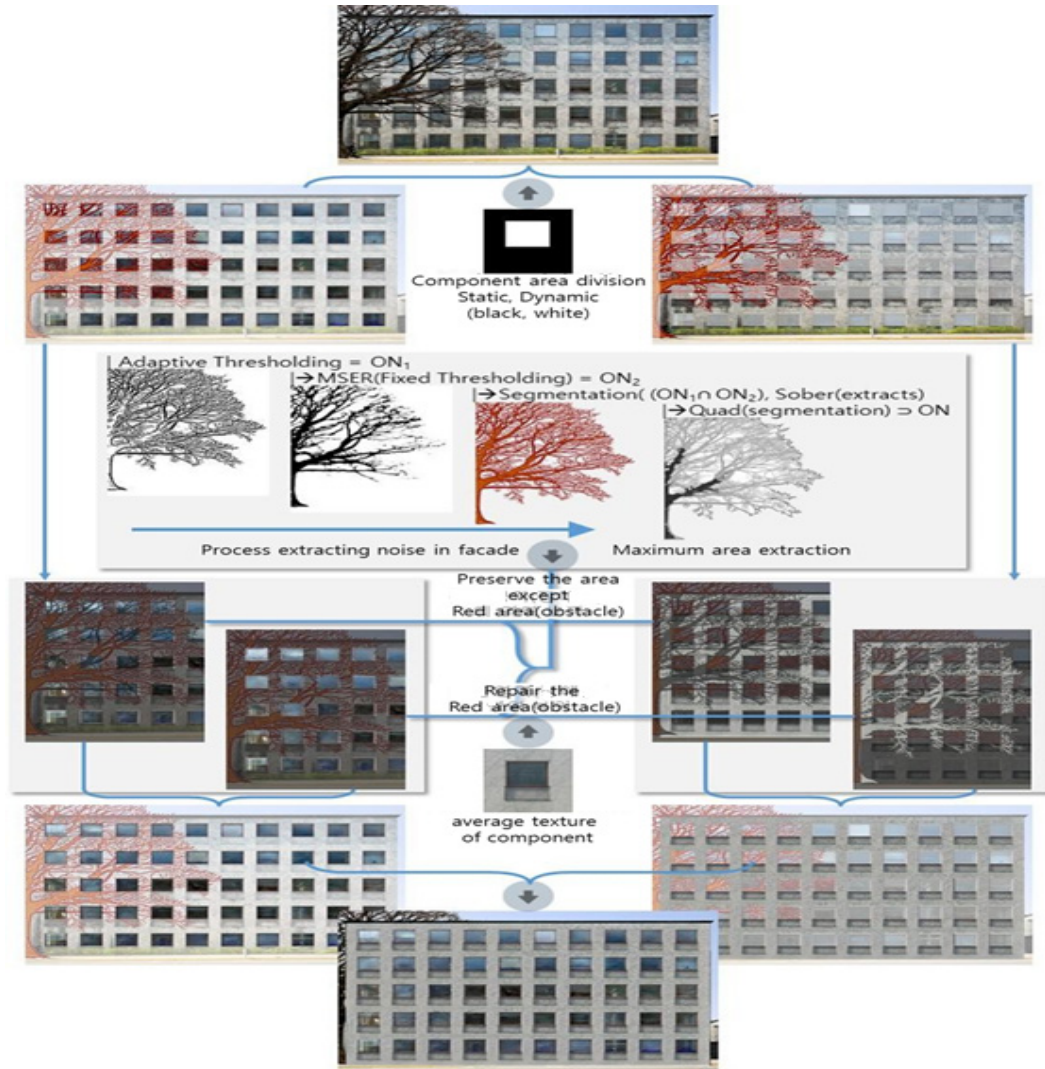 Component area division
Static, Dynamic
(black, white)
Adaptive Thresholding = ON₁
→MSER(Fixed Thresholding) = ON₂
→Segmentation( (ON₁∩ ON₂), Sober(extracts)
→Quad(segmentation) ⊃ ON
Process extracting noise in facade
Maximum area extraction
Preserve the area
except
Red area(obstacle)
Repair the
Red area(obstacle)
average texture
of component